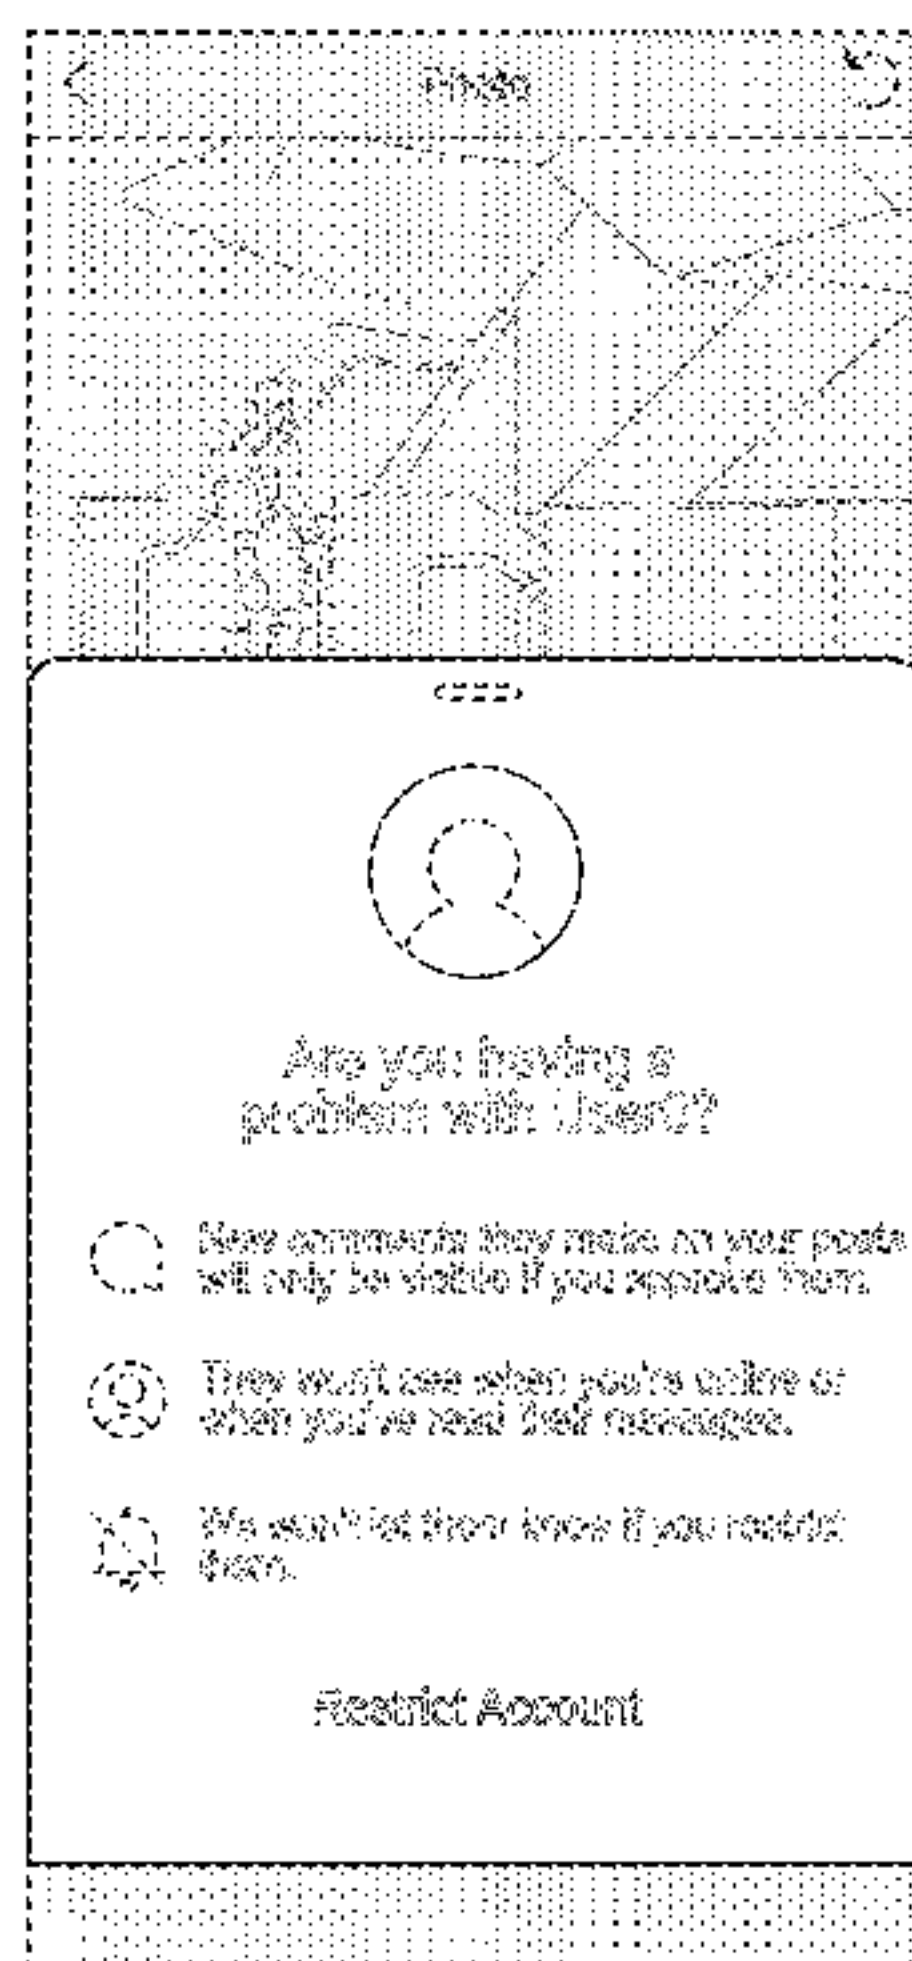 Photo
Are you having a
problem with User0?
New comments they make on your posts
will only be visible if you approve them.
They won't see when you're online or
when you've read their messages.
We won't let them know if you restrict
them.
Restrict Account